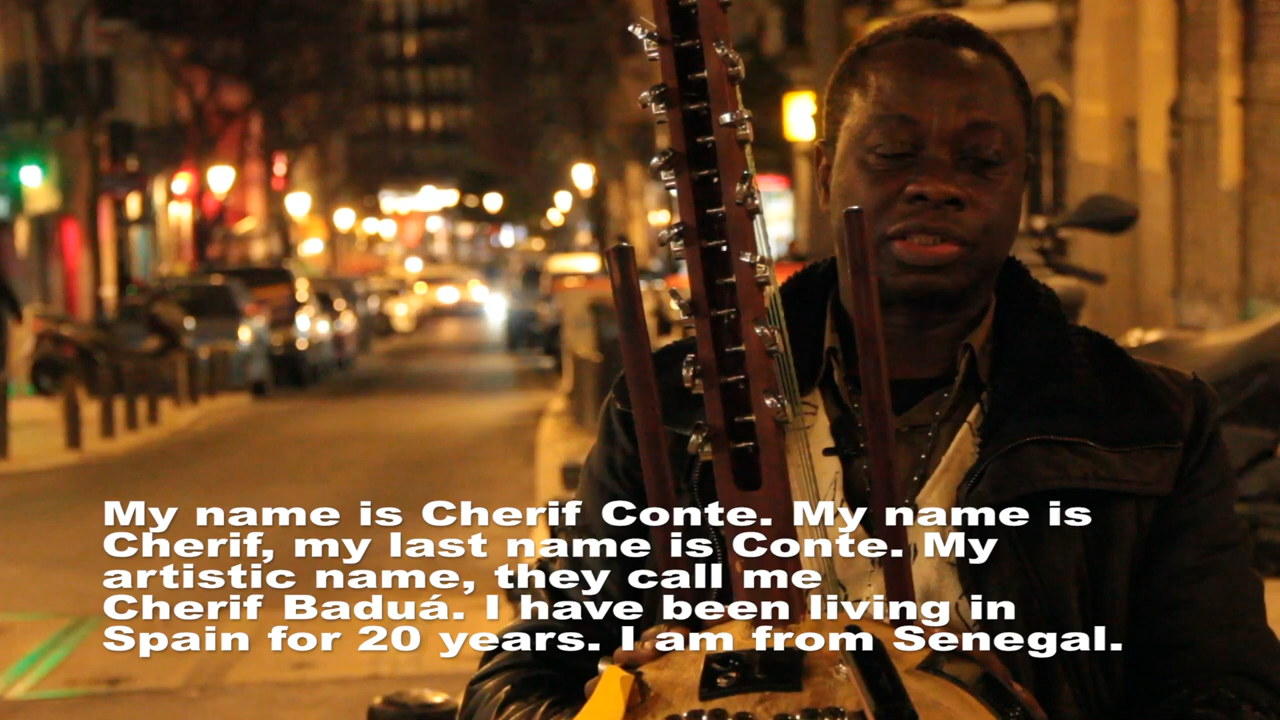 My name is Cherif Conte. My name is
Cherif, my last name is Conte. My
artistic name, they call me
Cherif Baduá. I have been living in
Spain for 20 years. I am from Senegal.